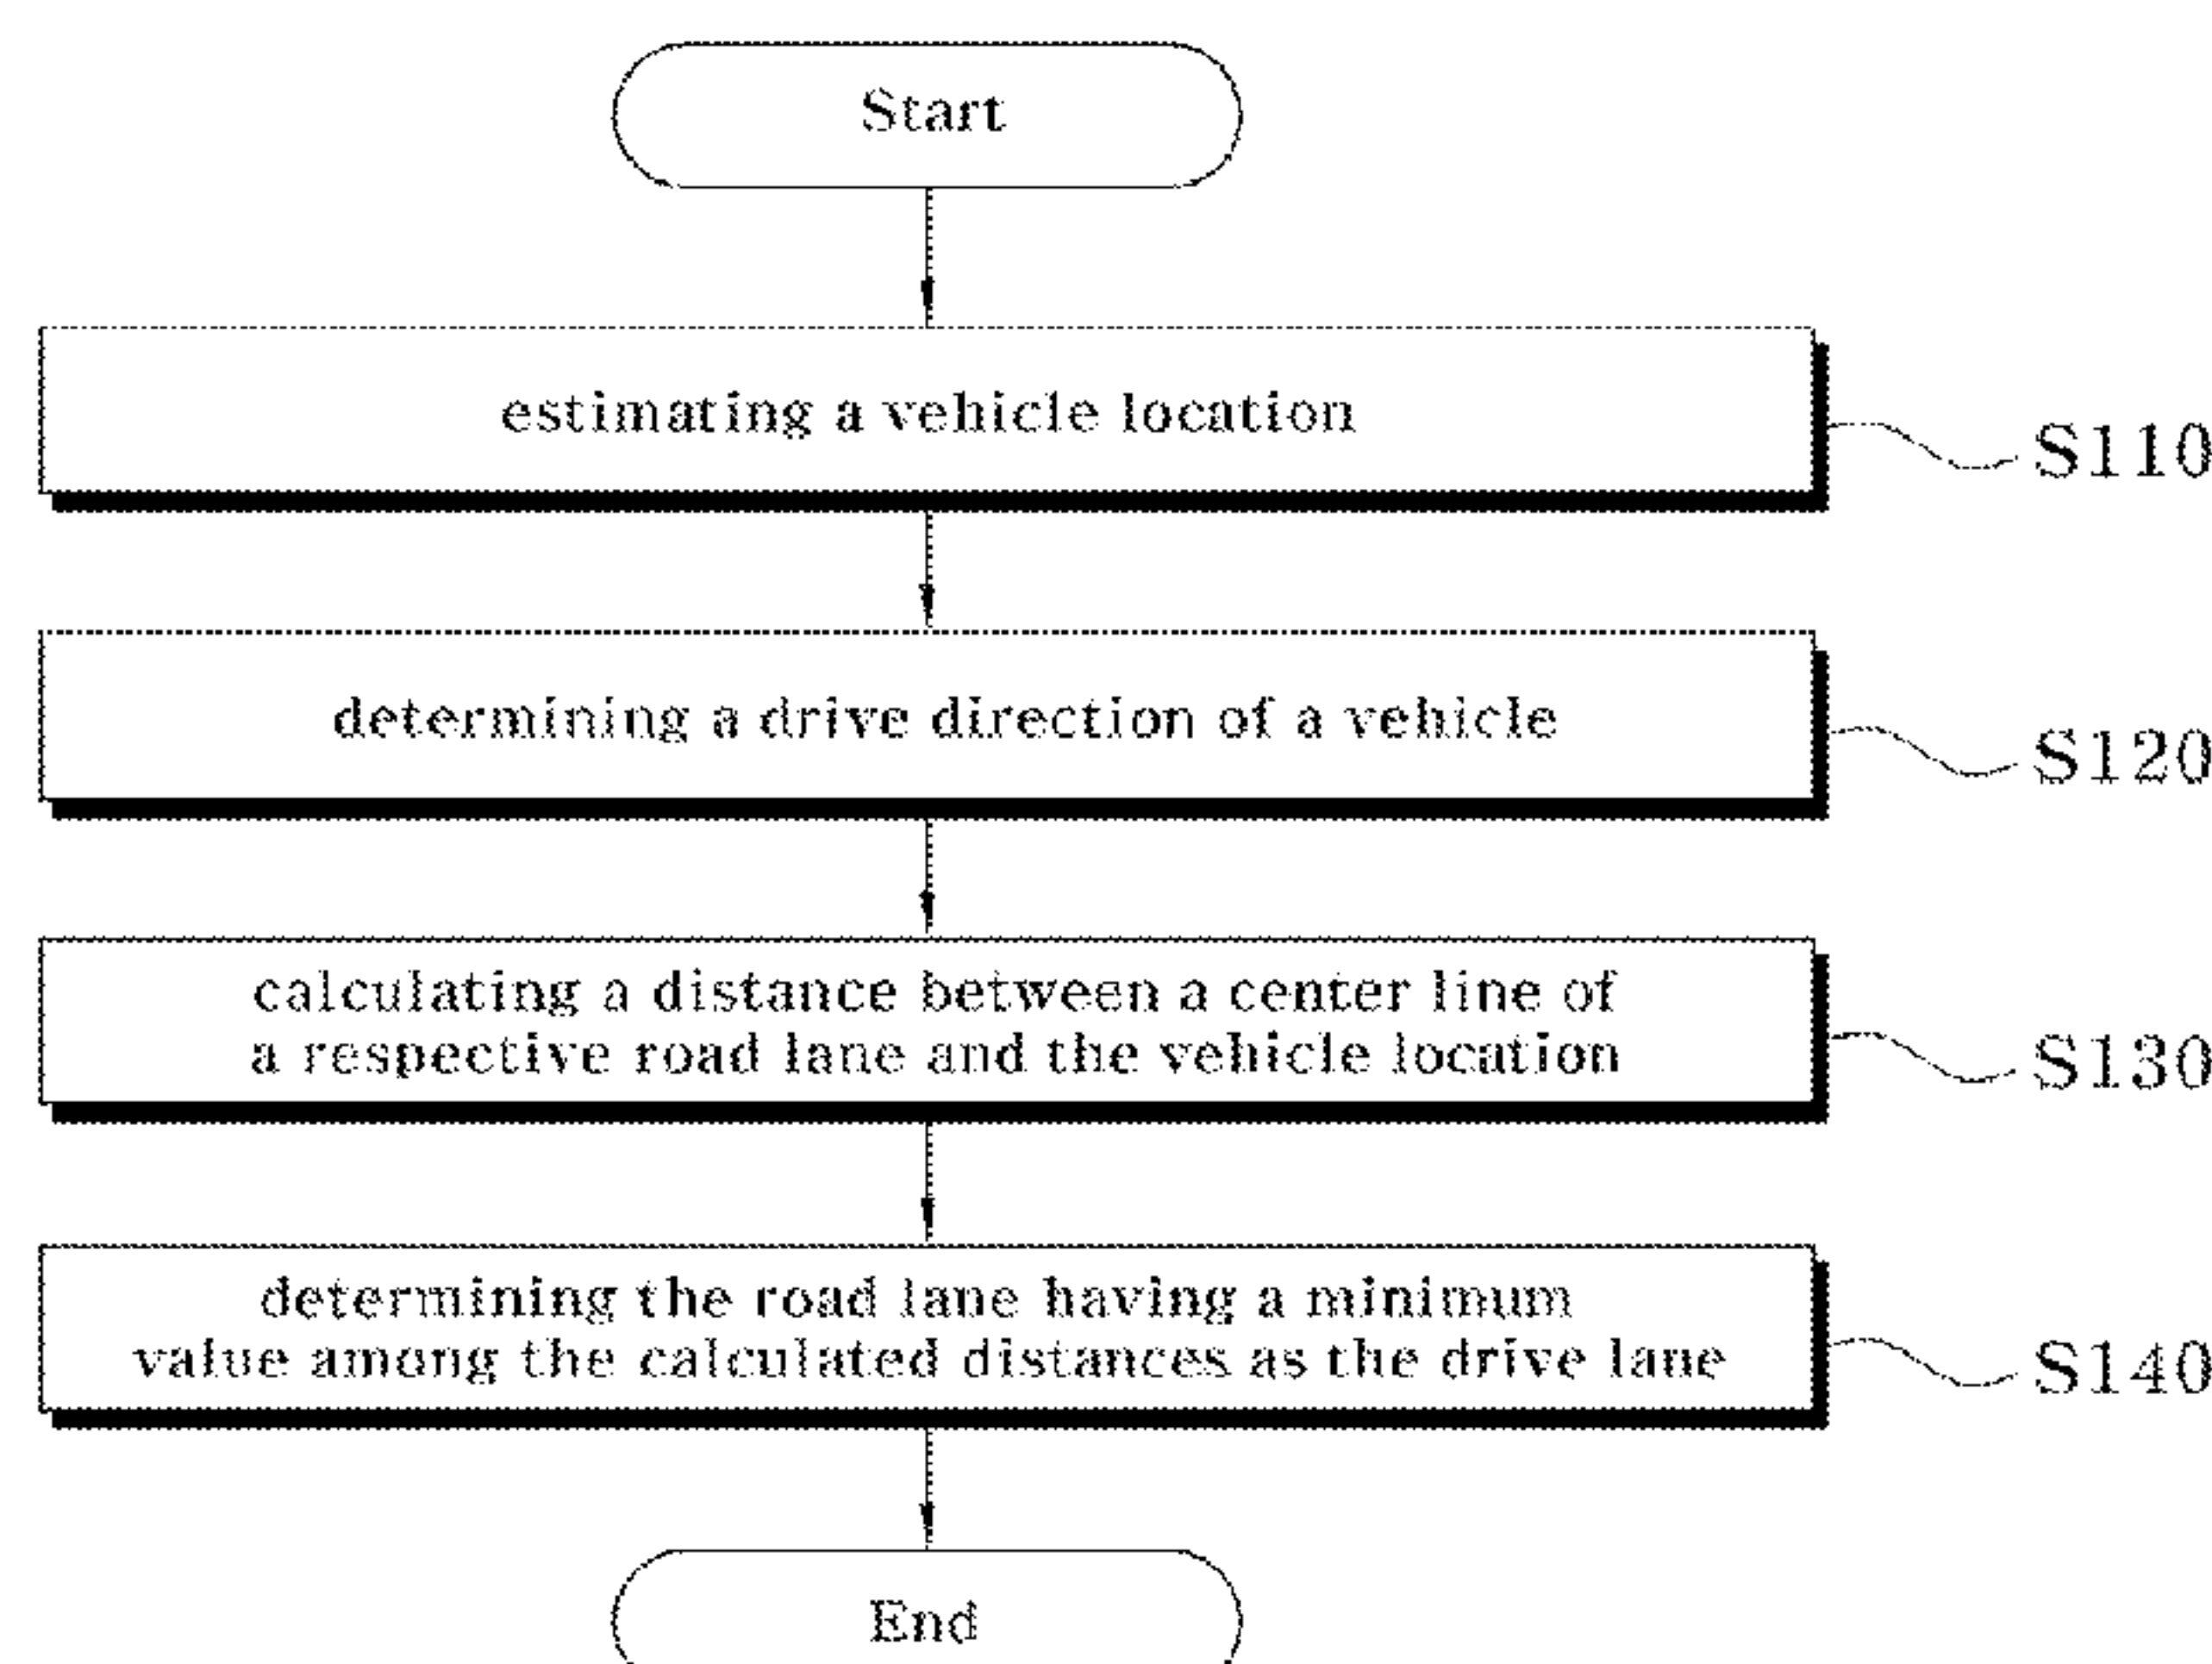 Start
estimating a vehicle location
S110
determining a drive direction of a vehicle
S120
calculating a distance between a center line of
a respective road lane and the vehicle location
S130
determining the road lane having a minimum
value among the calculated distances as the drive lane
S140
End